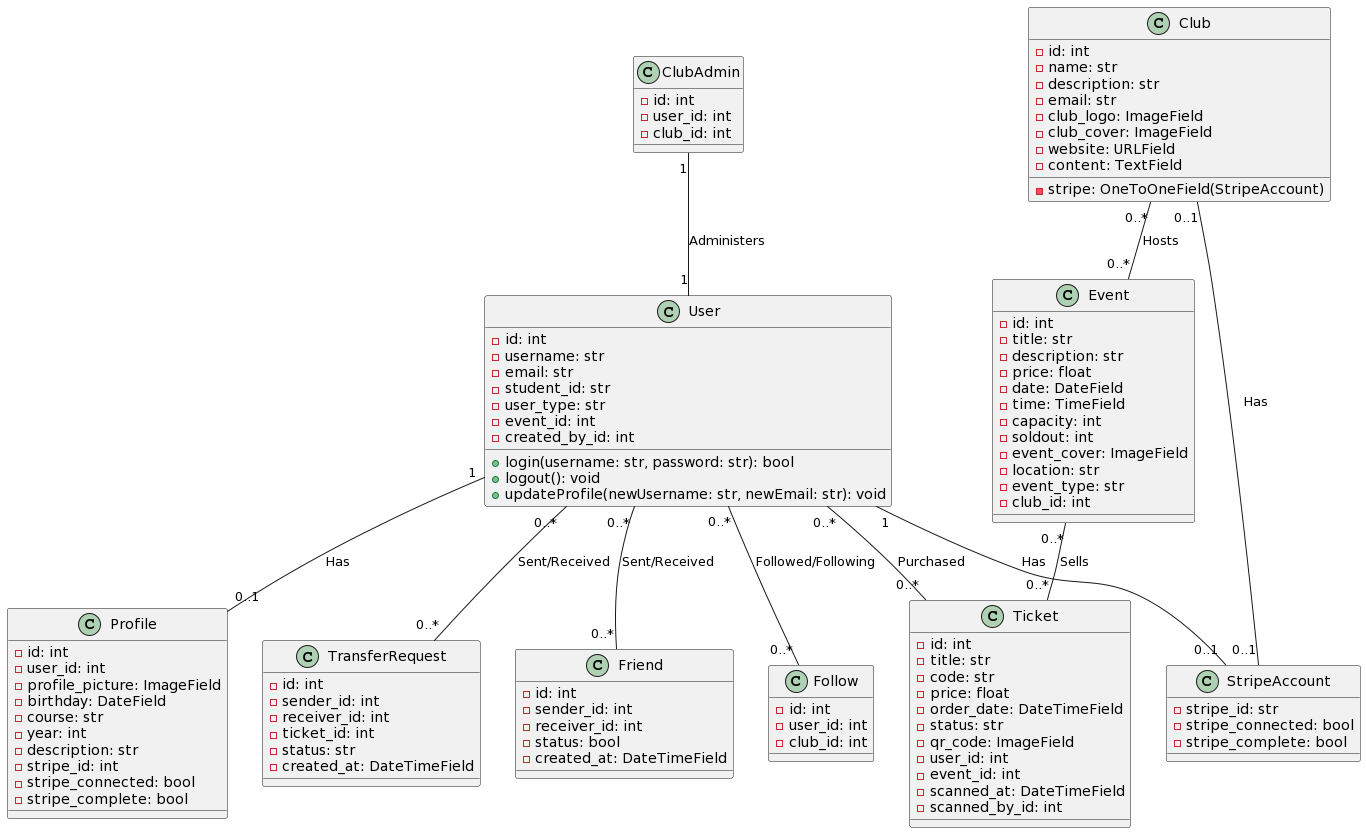 C Club
id: int
name: str
description: str
email: str
club_logo: ImageField
club_cover: ImageField
website: URLField
content: TextField
stripe: OneToOneField(StripeAccount)
C ClubAdmin
id: int
user_id: int
club_id: int
1
Administers
1
0..*
0..1
Hosts
0..*
Has
C User
id: int
username: str
email: str
student_id: str
user_type: str
event_id: int
created_by_id: int
login(username: str, password: str): bool
logout(): void
updateProfile(newUsername: str, newEmail: str): void
C Event
id: int
title: str
description: str
price: float
date: DateField
time: TimeField
capacity: int
soldout: int
event_cover: ImageField
location: str
event_type: str
club_id: int
1
0..*
0..*
0..*
0..*
1
0..*
Has
Sent/Received
Sent/Received
Followed/Following
Purchased
Has
Sells
0..1
0..*
0..*
0..*
0..*
0..*
0..1
0..1
C Profile
id: int
user_id: int
profile_picture: ImageField
birthday: DateField
course: str
year: int
description: str
stripe_id: int
stripe_connected: bool
stripe_complete: bool
C TransferRequest
id: int
sender_id: int
receiver_id: int
ticket_id: int
status: str
created_at: DateTimeField
C Friend
id: int
sender_id: int
receiver_id: int
status: bool
created_at: DateTimeField
C Follow
id: int
user_id: int
club_id: int
C Ticket
id: int
title: str
code: str
price: float
order_date: DateTimeField
status: str
qr_code: ImageField
user_id: int
event_id: int
scanned_at: DateTimeField
scanned_by_id: int
C StripeAccount
stripe_id: str
stripe_connected: bool
stripe_complete: bool